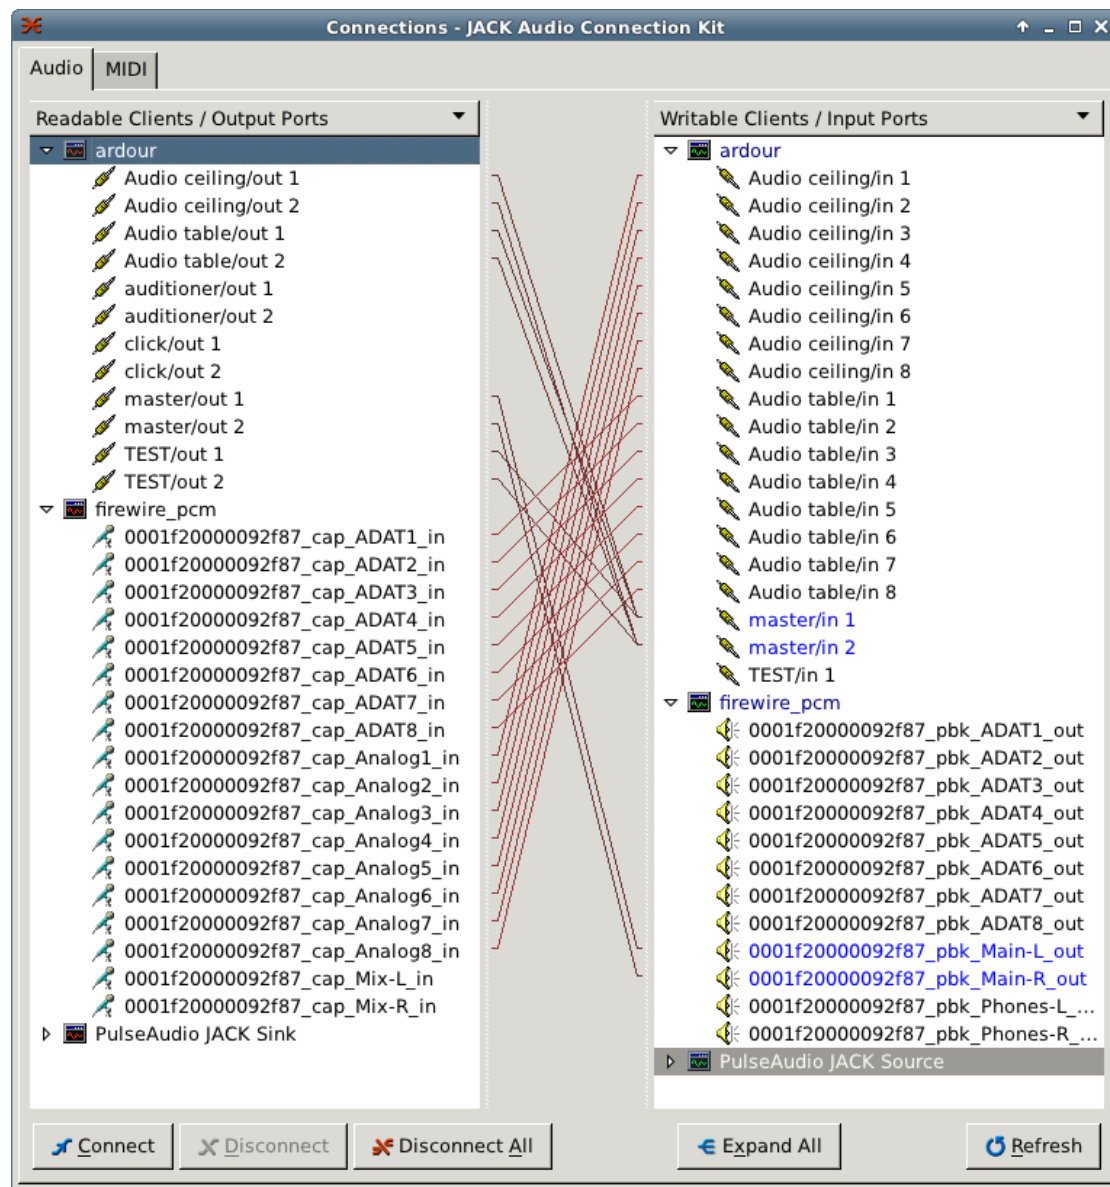 Connections - JACK Audio Connection Kit
Audio
MIDI
Readable Clients / Output Ports
ardour
Audio ceiling/out 1
Audio ceiling/out 2
Audio table/out 1
Audio table/out 2
auditioner/out 1
auditioner/out 2
click/out 1
click/out 2
master/out 1
master/out 2
TEST/out 1
TEST/out 2
firewire_pcm
0001f20000092f87_cap_ADAT1_in
0001f20000092f87_cap_ADAT2_in
0001f20000092f87_cap_ADAT3_in
0001f20000092f87_cap_ADAT4_in
0001f20000092f87_cap_ADAT5_in
0001f20000092f87_cap_ADAT6_in
0001f20000092f87_cap_ADAT7_in
0001f20000092f87_cap_ADAT8_in
0001f20000092f87_cap_Analog1_in
0001f20000092f87_cap_Analog2_in
0001f20000092f87_cap_Analog3_in
0001f20000092f87_cap_Analog4_in
0001f20000092f87_cap_Analog5_in
0001f20000092f87_cap_Analog6_in
0001f20000092f87_cap_Analog7_in
0001f20000092f87_cap_Analog8_in
0001f20000092f87_cap_Mix-L_in
0001f20000092f87_cap_Mix-R_in
PulseAudio JACK Sink
Writable Clients / Input Ports
ardour
Audio ceiling/in 1
Audio ceiling/in 2
Audio ceiling/in 3
Audio ceiling/in 4
Audio ceiling/in 5
Audio ceiling/in 6
Audio ceiling/in 7
Audio ceiling/in 8
Audio table/in 1
Audio table/in 2
Audio table/in 3
Audio table/in 4
Audio table/in 5
Audio table/in 6
Audio table/in 7
Audio table/in 8
master/in 1
master/in 2
TEST/in 1
firewire_pcm
0001f20000092f87_pbk_ADAT1_out
0001f20000092f87_pbk_ADAT2_out
0001f20000092f87_pbk_ADAT3_out
0001f20000092f87_pbk_ADAT4_out
0001f20000092f87_pbk_ADAT5_out
0001f20000092f87_pbk_ADAT6_out
0001f20000092f87_pbk_ADAT7_out
0001f20000092f87_pbk_ADAT8_out
0001f20000092f87_pbk_Main-L_out
0001f20000092f87_pbk_Main-R_out
0001f20000092f87_pbk_Phones-L_...
0001f20000092f87_pbk_Phones-R_...
PulseAudio JACK Source
Connect
Disconnect
Disconnect All
Expand All
Refresh